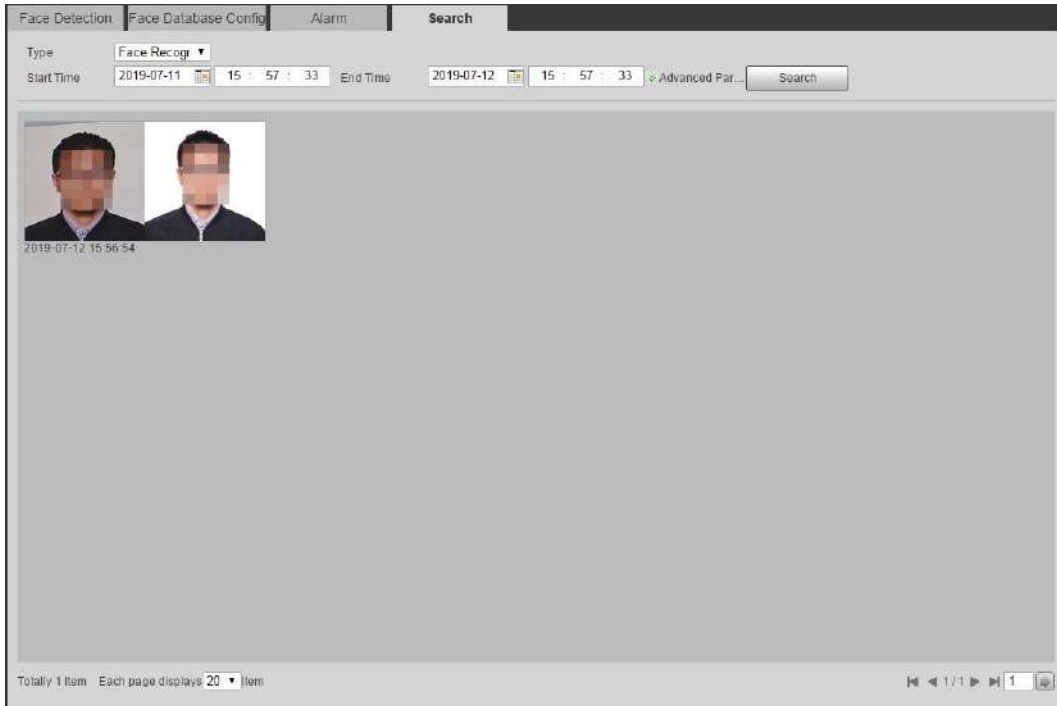 Face Detection Face Database Config Alarm Search
Type Face Recogr
Start Time 2019-07-11 15 : 57 : 33 End Time 2019-07-12 15 : 57 : 33 Advanced Par... Search
2019-07-12 15:56:54
Totally 1 Item Each page displays 20 Item 1 / 1 1